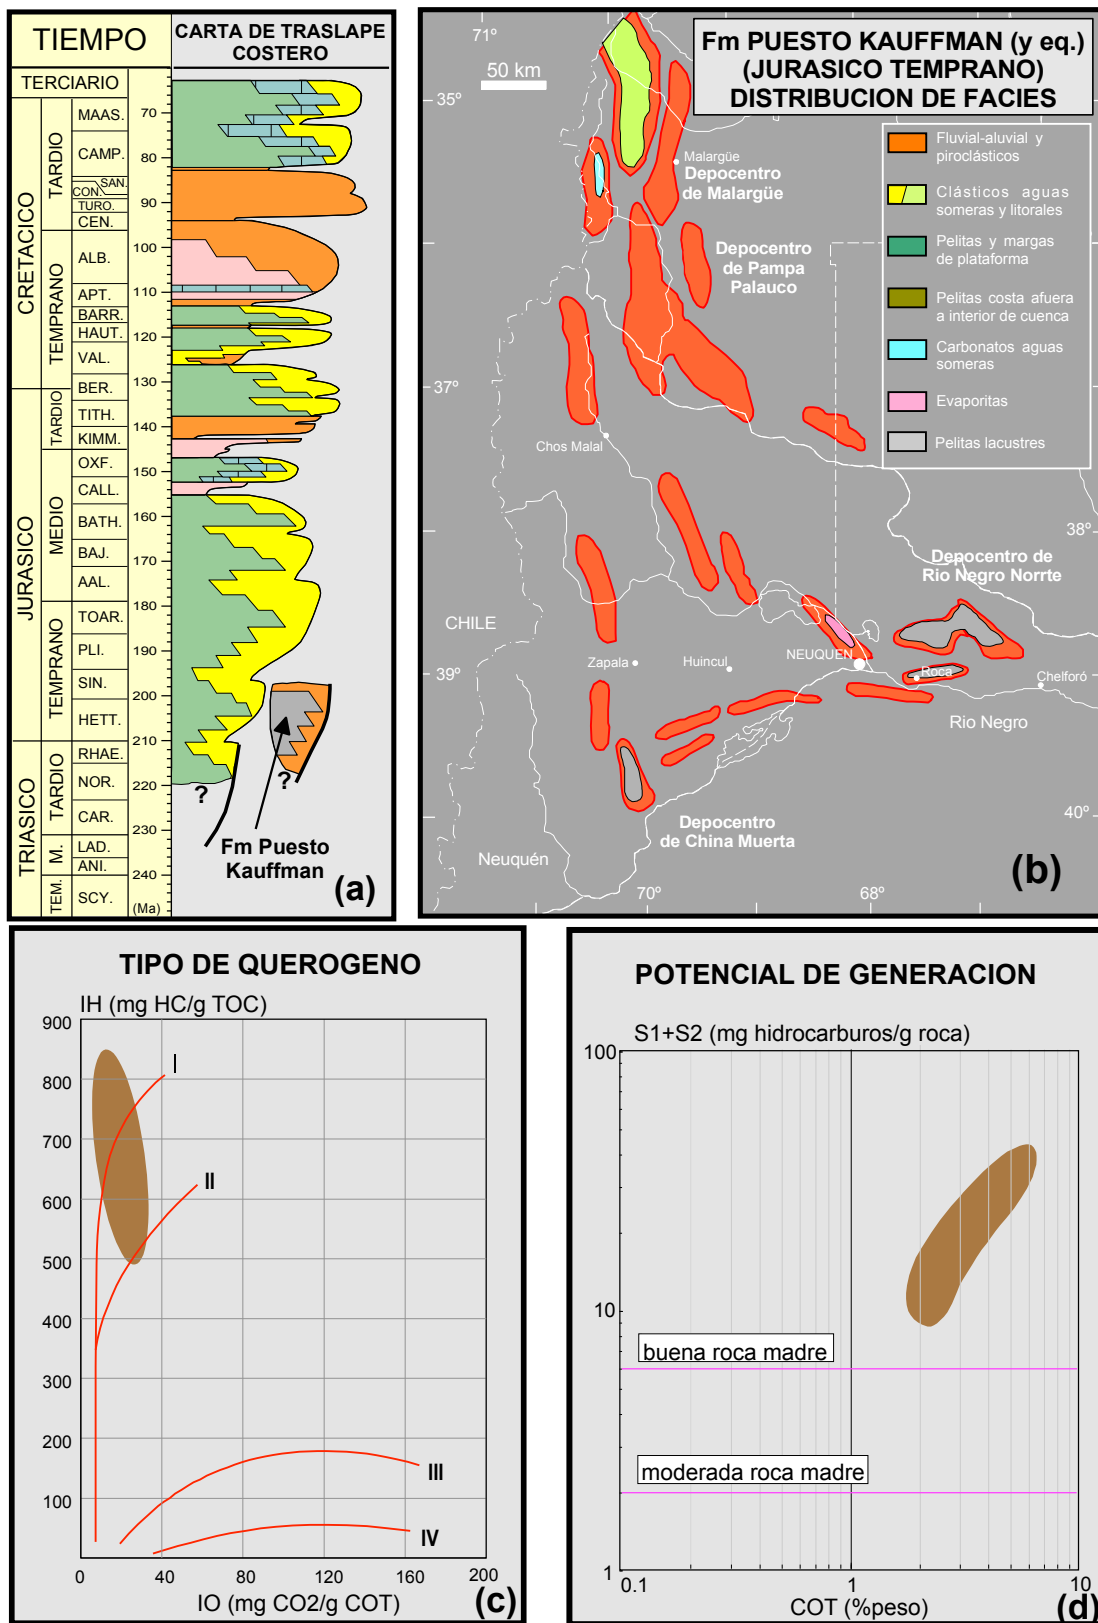 TIEMPO
CARTA DE TRASLAPE
COSTERO
TERCIARIO
CRETACICO
TARDIO
MAAS.
CAMP.
SAN.
CON.
TURO.
CEN.
TEMPRANO
ALB.
APT.
BARR.
HAUT.
VAL.
BER.
JURASICO
TARDIO
TITH.
KIMM.
OXF.
MEDIO
CALL.
BATH.
BAJ.
AAL.
TEMPRANO
TOAR.
PLI.
SIN.
HETT.
TRIASICO
TARDIO
RHAE.
NOR.
CAR.
M.
LAD.
ANI.
TEM.
SCY.
70
80
90
100
110
120
130
140
150
160
170
180
190
200
210
220
230
240
(Ma)
?
?
Fm Puesto
Kauffman
(a)
71º
50 km
35º
37º
39º
38º
40º
70º
68º
Fm PUESTO KAUFFMAN (y eq.)
(JURASICO TEMPRANO)
DISTRIBUCION DE FACIES
Fluvial-aluvial y
piroclásticos
Clásticos aguas
someras y litorales
Pelitas y margas
de plataforma
Pelitas costa afuera
a interior de cuenca
Carbonatos aguas
someras
Evaporitas
Pelitas lacustres
Malargüe
Depocentro
de Malargüe
Depocentro
de Pampa
Palauco
Chos Malal
Depocentro de
Rio Negro Norrte
CHILE
Zapala
Huincul
NEUQUEN
Roca
Chelforó
Rio Negro
Depocentro
de China Muerta
Neuquén
(b)
TIPO DE QUEROGENO
IH (mg HC/g TOC)
900
800
700
600
500
400
300
200
100
I
II
III
IV
0
40
80
120
160
200
IO (mg CO2/g COT)
(c)
POTENCIAL DE GENERACION
S1+S2 (mg hidrocarburos/g roca)
100
10
1
buena roca madre
moderada roca madre
0.1
1
10
COT (%peso)
(d)